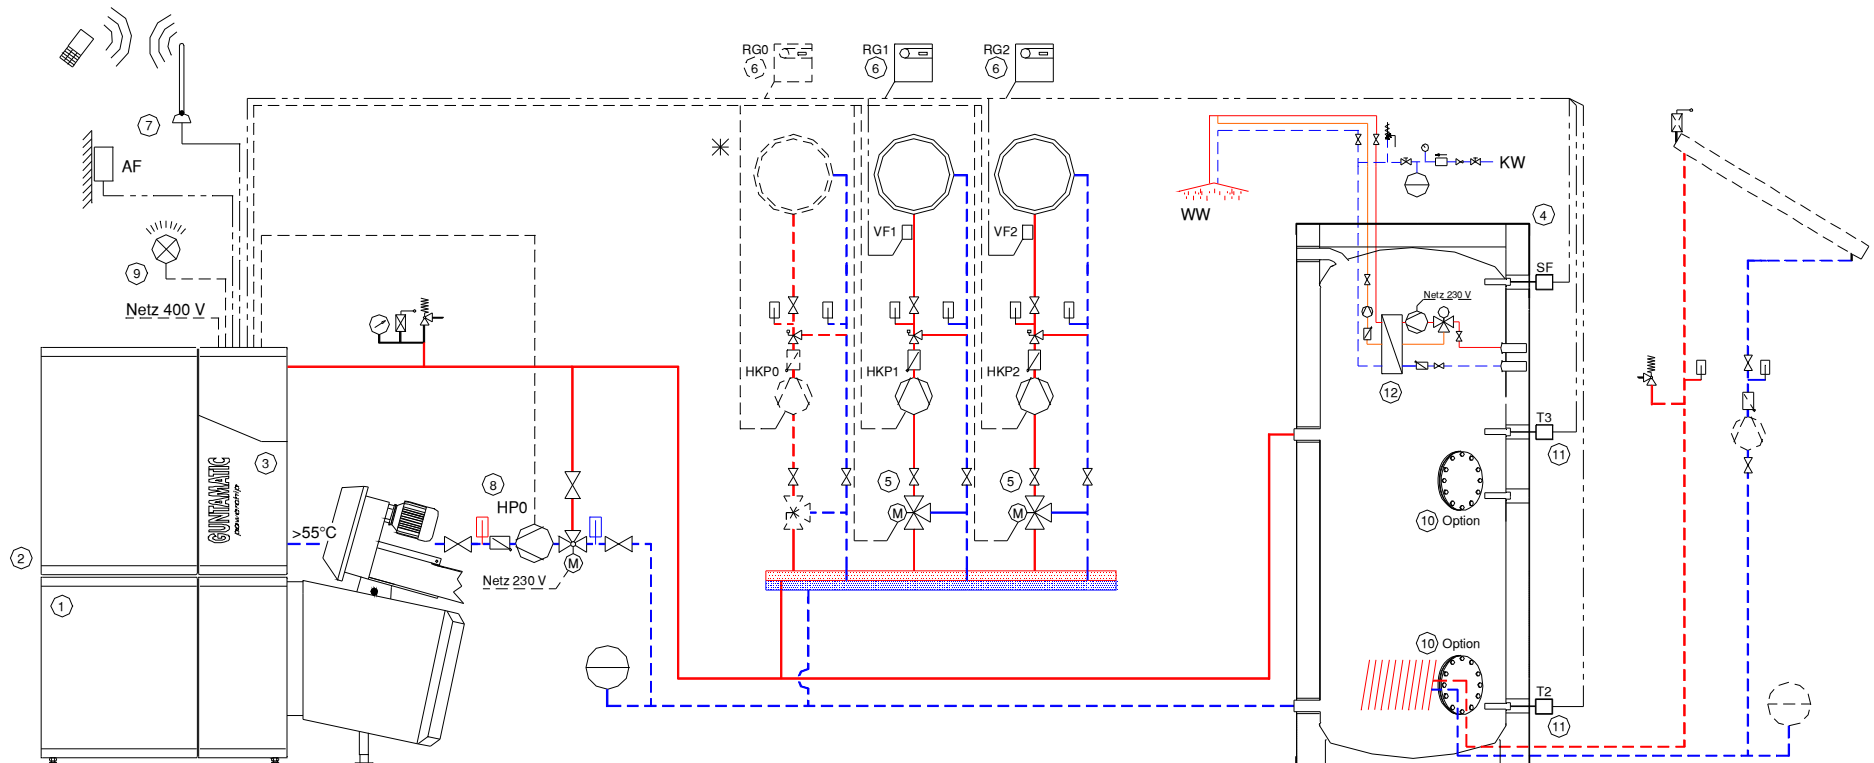 RG0
6
RG1
6
RG2
6
7
AF
9
Netz 400 V
VF1
VF2
WW
KW
4
SF
Netz 230 V
HKP0
HKP1
HKP2
12
T3
11
3
GUNTAMATIC
powerchip
8
HP0
>55°C
M
Netz 230 V
5
M
5
M
10 Option
2
1
10 Option
T2
11